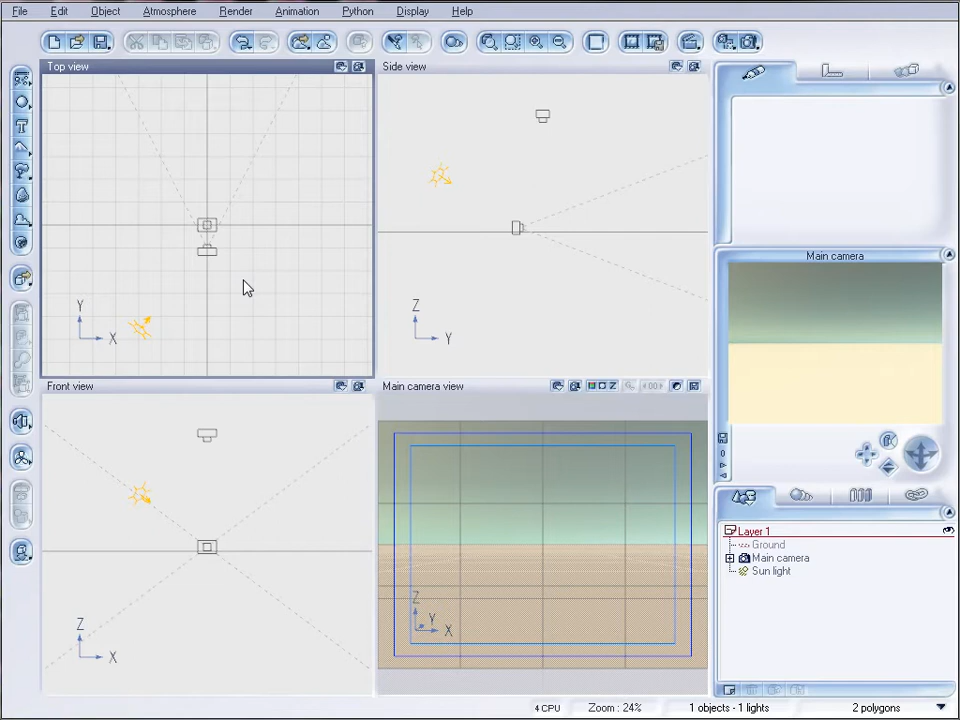 File Edit Object Atmosphere Render Animation Python Display Help
Top view
Side view
Y
X
Z
Y
Main camera
Front view
Main camera view
Z
X
Z
Y
X
Layer 1
Ground
Main camera
Sun light
4 CPU Zoom : 24% 1 objects - 1 lights 2 polygons